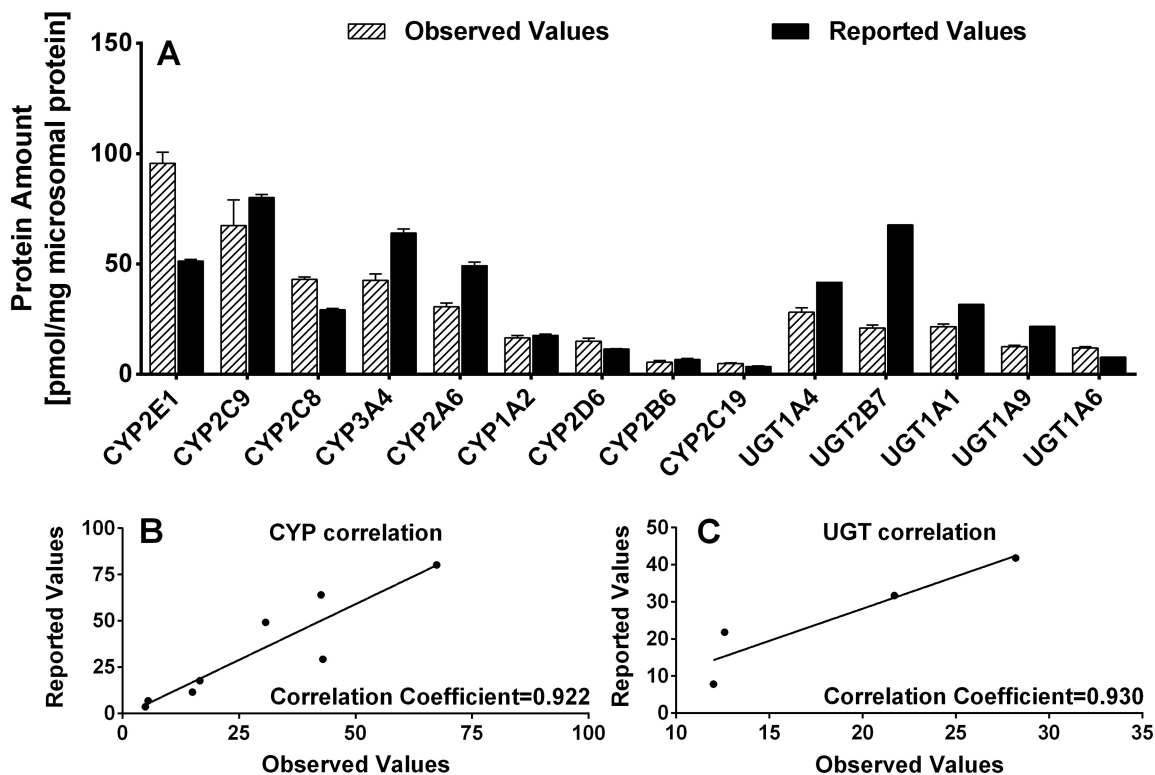 Observed Values
Reported Values
A
Protein Amount
[pmol/mg microsomal protein]
150
100
50
0
CYP2E1
CYP2C9
CYP2C8
CYP3A4
CYP2A6
CYP1A2
CYP2D6
CYP2B6
CYP2C19
UGT1A4
UGT2B7
UGT1A1
UGT1A9
UGT1A6
B
CYP correlation
Reported Values
100
75
50
25
0
Correlation Coefficient=0.922
0 25 50 75 100
Observed Values
C
UGT correlation
Reported Values
50
40
30
20
10
0
Correlation Coefficient=0.930
10 15 20 25 30 35
Observed Values